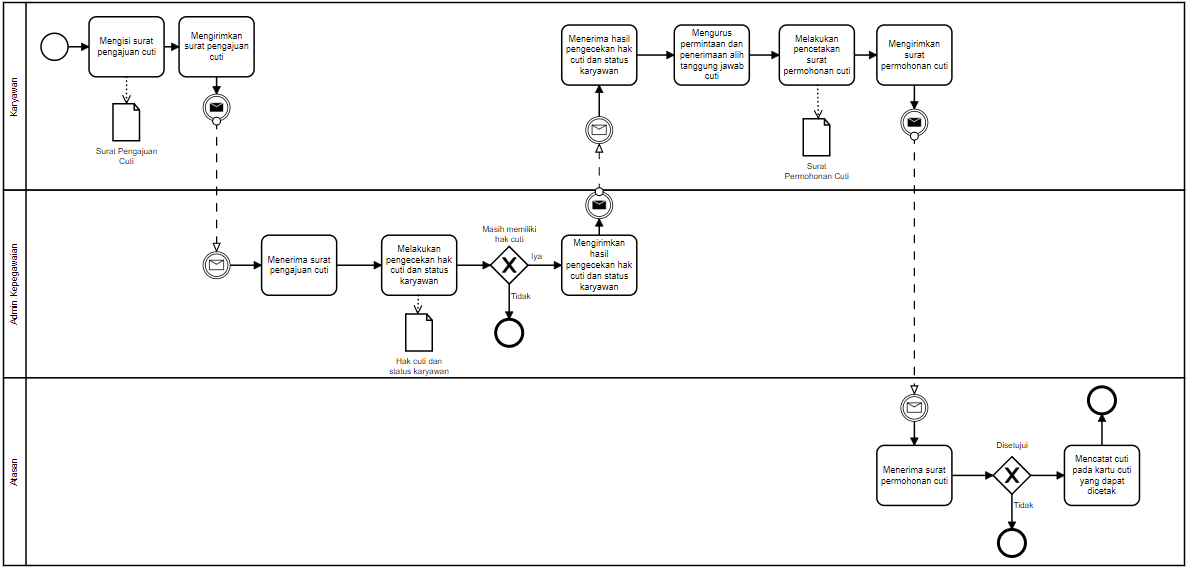 Karyawan
Mengisi surat
pengajuan cuti
Mengirimkan
surat pengajuan
cuti
Surat Pengajuan
Cuti
Menerima hasil
pengecekan hak
cuti dan status
karyawan
Mengurus
permintaan dan
penerimaan alih
tanggung jawab
cuti
Melakukan
pencetakan
surat
permohonan cuti
Mengirimkan
surat
permohonan cuti
Surat
Permohonan Cuti
Admin Kepegawaian
Menerima surat
pengajuan cuti
Melakukan
pengecekan hak
cuti dan status
karyawan
Hak cuti dan
status karyawan
Masih memiliki
hak cuti
Iya
Tidak
Mengirimkan
hasil
pengecekan hak
cuti dan status
karyawan
Atasan
Menerima surat
permohonan cuti
Disetujui
Tidak
Mencatat cuti
pada kartu cuti
yang dapat
dicetak